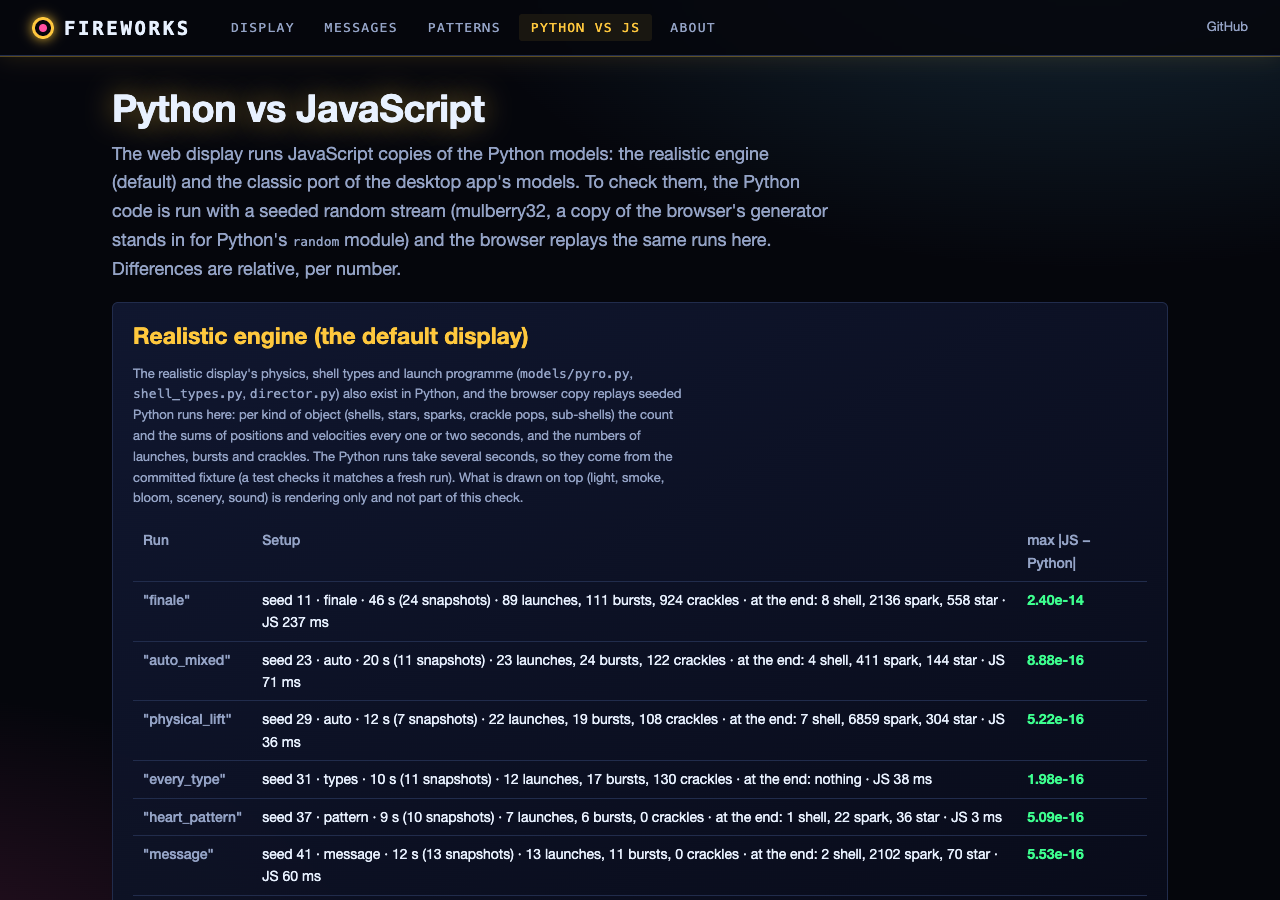 FIREWORKS DISPLAY MESSAGES PATTERNS PYTHON VS JS ABOUT GitHub
Python vs JavaScript
The web display runs JavaScript copies of the Python models: the realistic engine
(default) and the classic port of the desktop app's models. To check them, the Python
code is run with a seeded random stream (mulberry32, a copy of the browser's generator
stands in for Python's random module) and the browser replays the same runs here.
Differences are relative, per number.
Realistic engine (the default display)
The realistic display's physics, shell types and launch programme (models/pyro.py,
shell_types.py, director.py) also exist in Python, and the browser copy replays seeded
Python runs here: per kind of object (shells, stars, sparks, crackle pops, sub-shells) the count
and the sums of positions and velocities every one or two seconds, and the numbers of
launches, bursts and crackles. The Python runs take several seconds, so they come from the
committed fixture (a test checks it matches a fresh run). What is drawn on top (light, smoke,
bloom, scenery, sound) is rendering only and not part of this check.
Run Setup max |JS −
Python|
"finale" seed 11 · finale · 46 s (24 snapshots) · 89 launches, 111 bursts, 924 crackles · at the end: 8 shell, 2136 spark, 558 star · 2.40e-14
JS 237 ms
"auto_mixed" seed 23 · auto · 20 s (11 snapshots) · 23 launches, 24 bursts, 122 crackles · at the end: 4 shell, 411 spark, 144 star · JS 8.88e-16
71 ms
"physical_lift" seed 29 · auto · 12 s (7 snapshots) · 22 launches, 19 bursts, 108 crackles · at the end: 7 shell, 6859 spark, 304 star · JS 5.22e-16
36 ms
"every_type" seed 31 · types · 10 s (11 snapshots) · 12 launches, 17 bursts, 130 crackles · at the end: nothing · JS 38 ms 1.98e-16
"heart_pattern" seed 37 · pattern · 9 s (10 snapshots) · 7 launches, 6 bursts, 0 crackles · at the end: 1 shell, 22 spark, 36 star · JS 3 ms 5.09e-16
"message" seed 41 · message · 12 s (13 snapshots) · 13 launches, 11 bursts, 0 crackles · at the end: 2 shell, 2102 spark, 70 star · 5.53e-16
JS 60 ms